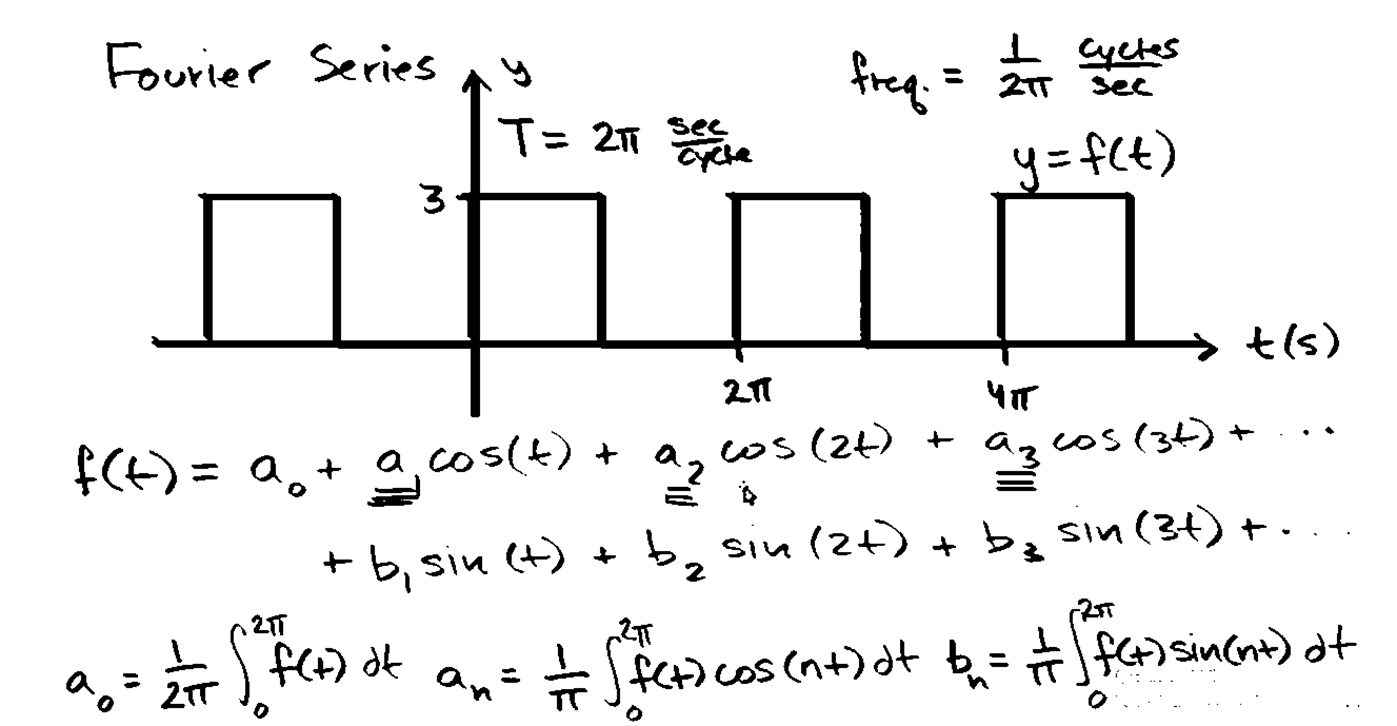 Fourier Series
y
freq. = 1/2π cycles/sec
T = 2π sec/cycle
y = f(t)
3
t(s)
2π
4π
f(t) = a₀ + a₁ cos(t) + a₂ cos(2t) + a₃ cos(3t) + ...
+ b₁ sin(t) + b₂ sin(2t) + b₃ sin(3t) + ...
a₀ = 1/2π ∫₀^2π f(t) dt aₙ = 1/π ∫₀^2π f(t) cos(nt) dt bₙ = 1/π ∫₀^2π f(t) sin(nt) dt